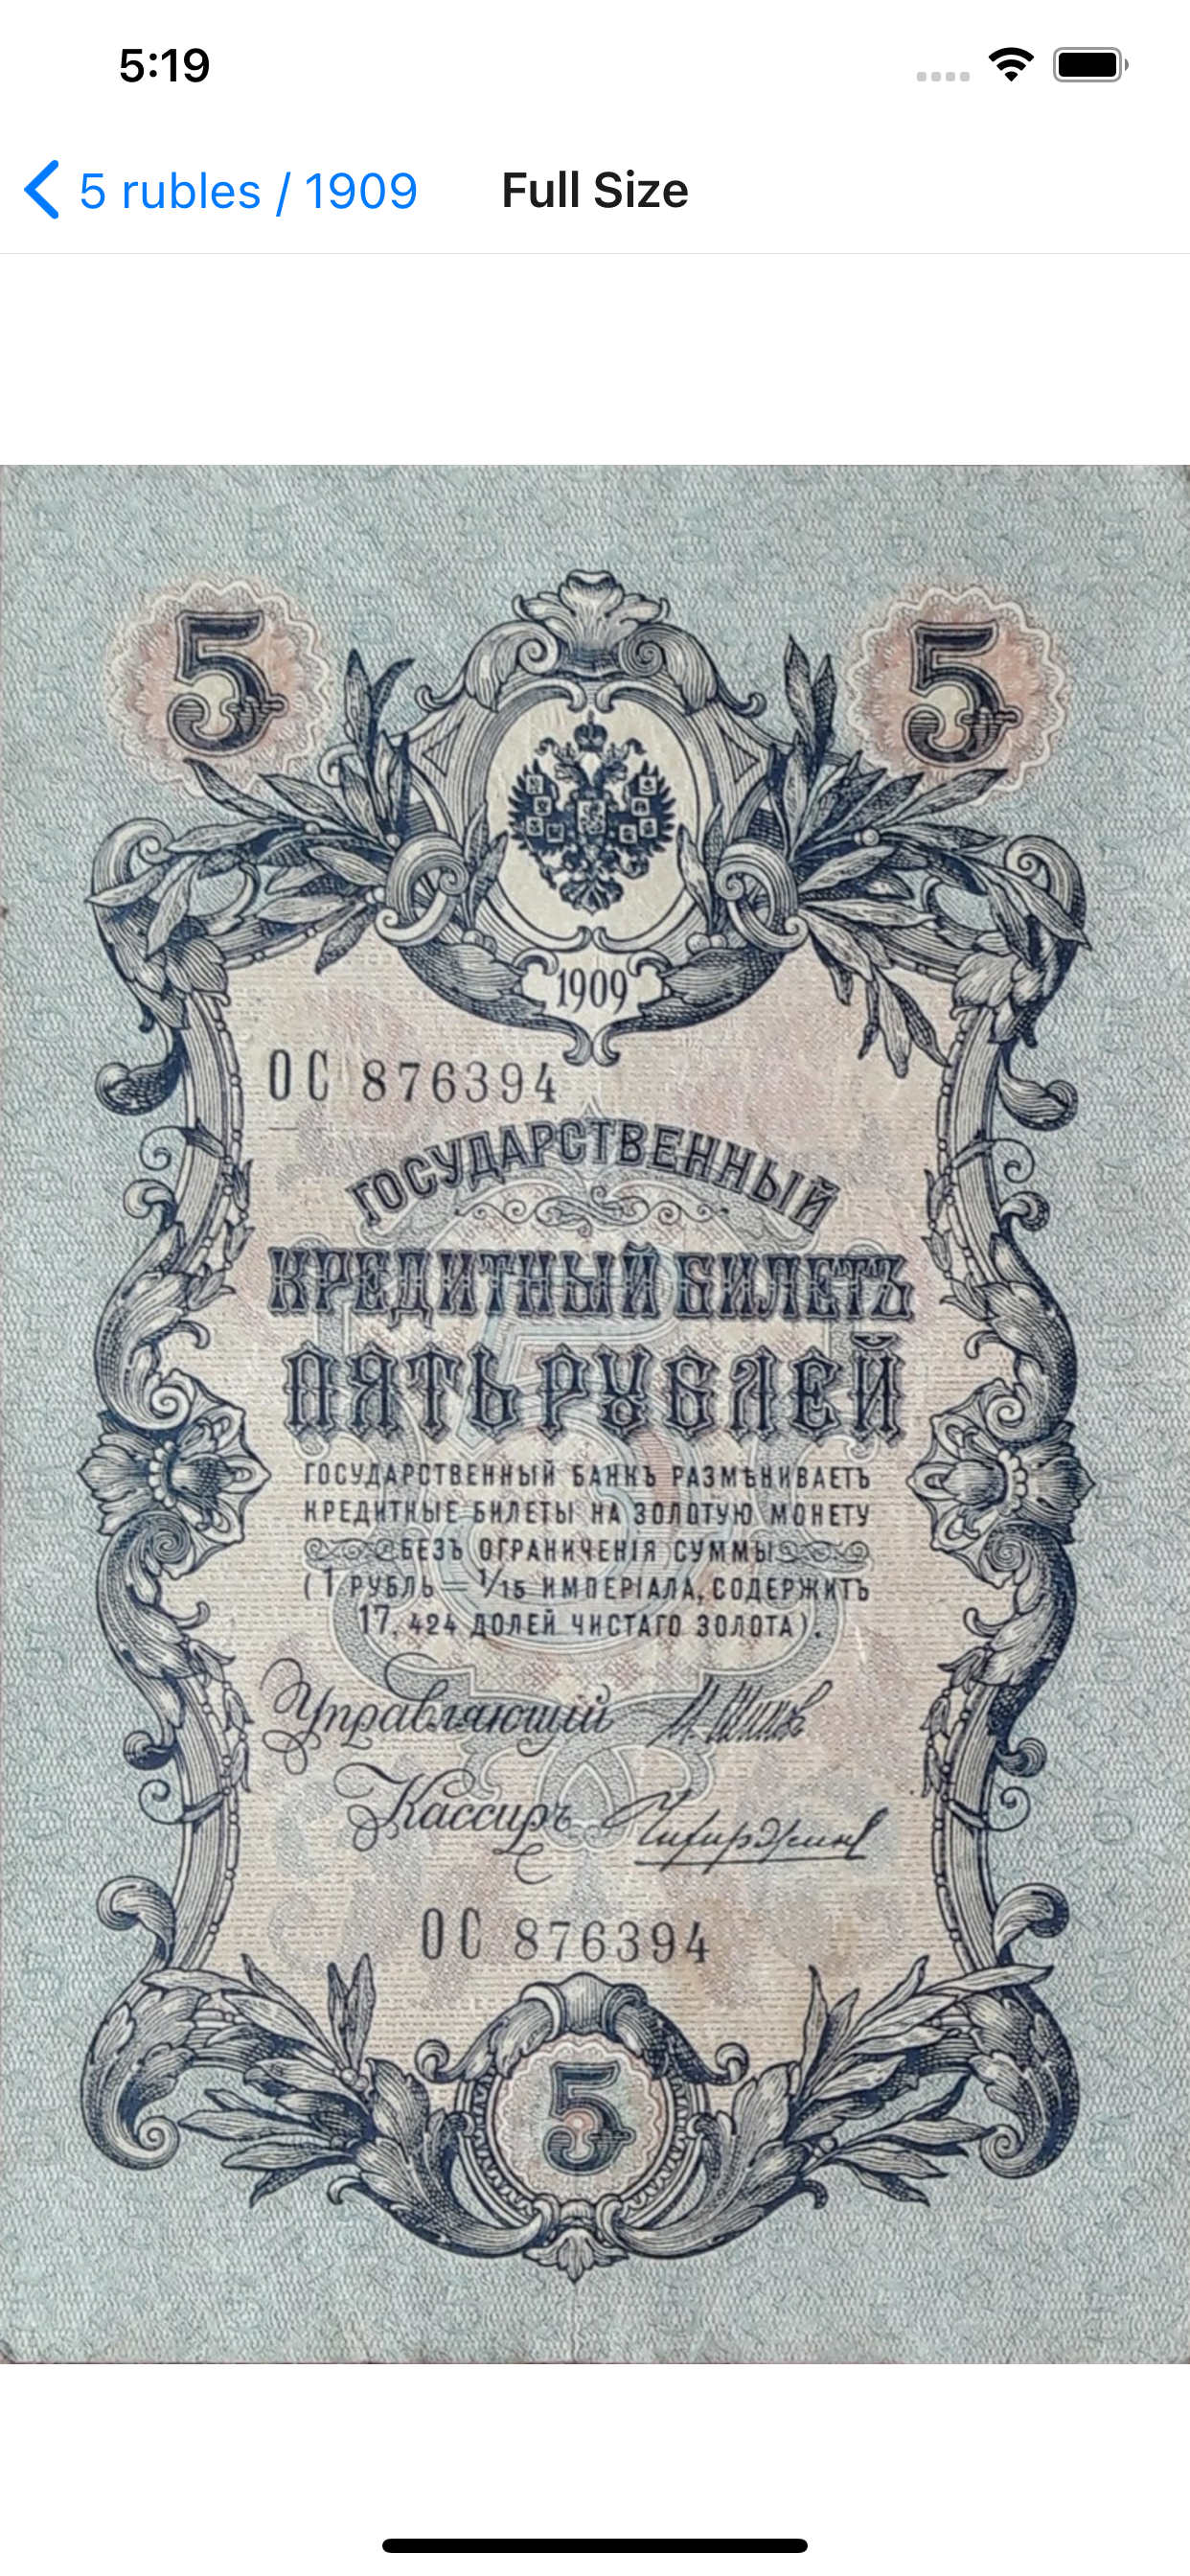 5:19
5 rubles / 1909 Full Size
5 5
1909
ОС 876394
ГОСУДАРСТВЕННЫЙ
КРЕДИТНЫЙ БИЛЕТЪ
ПЯТЬ РУБЛЕЙ
ГОСУДАРСТВЕННЫЙ БАНКЪ РАЗМѢНИВАЕТЪ
КРЕДИТНЫЕ БИЛЕТЫ НА ЗОЛОТУЮ МОНЕТУ
БЕЗЪ ОГРАНИЧЕНІЯ СУММЫ
(1 РУБЛЬ = 1/15 ИМПЕРІАЛА, СОДЕРЖИТЪ
17,424 ДОЛЕЙ ЧИСТАГО ЗОЛОТА).
Управляющій
Кассиръ
ОС 876394
5